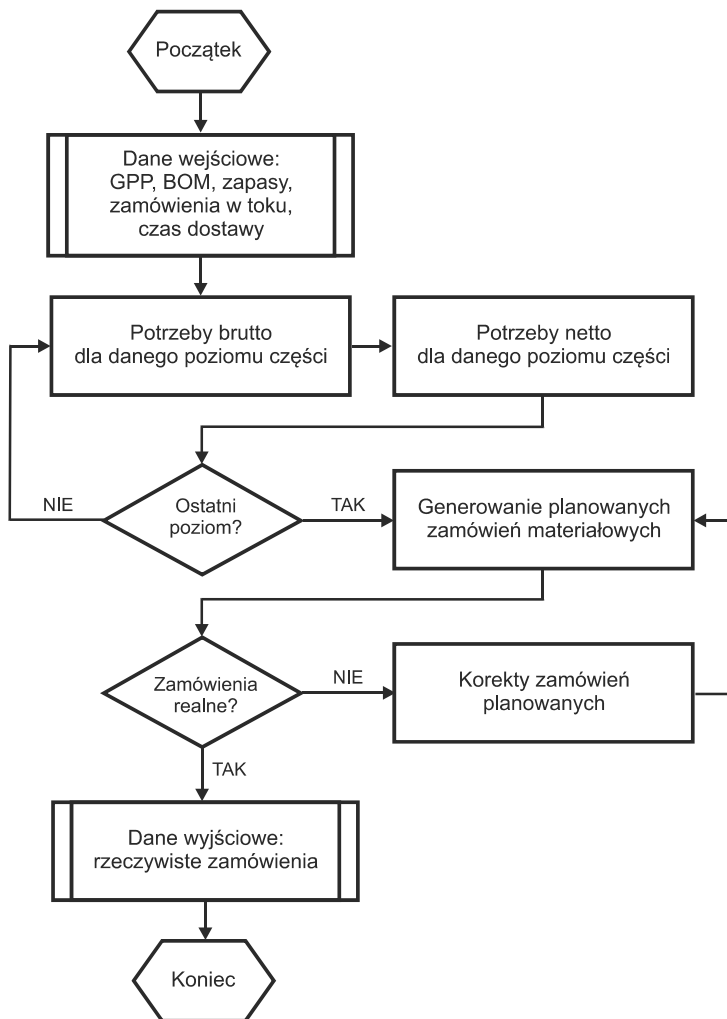 Początek
Dane wejściowe:
GPP, BOM, zapasy,
zamówienia w toku,
czas dostawy
Potrzeby brutto
dla danego poziomu części
Potrzeby netto
dla danego poziomu części
NIE
Ostatni
poziom?
TAK
Generowanie planowanych
zamówień materiałowych
Zamówienia
realne?
NIE
Korekty zamówień
planowanych
TAK
Dane wyjściowe:
rzeczywiste zamówienia
Koniec